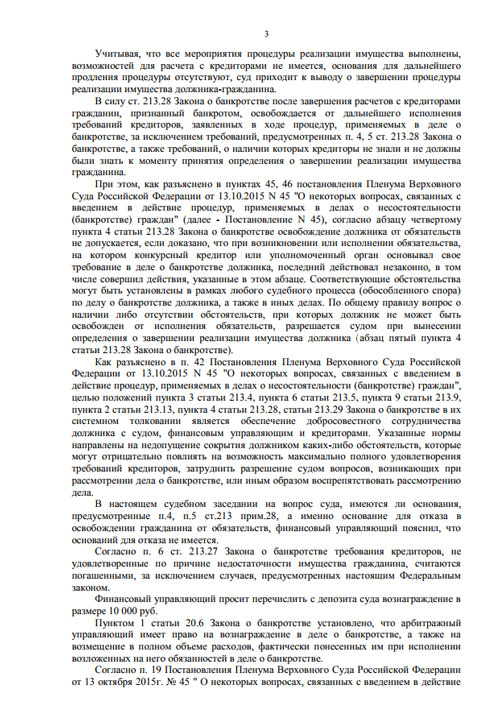 3
Учитывая, что все мероприятия процедуры реализации имущества выполнены,
возможностей для расчета с кредиторами не имеется, основания для дальнейшего
продления процедуры отсутствуют, суд приходит к выводу о завершении процедуры
реализации имущества должника-гражданина.
В силу ст. 213.28 Закона о банкротстве после завершения расчетов с кредиторами
гражданин, признанный банкротом, освобождается от дальнейшего исполнения
требований кредиторов, заявленных в ходе процедур, применяемых в деле о
банкротстве, за исключением требований, предусмотренных п. 4, 5 ст. 213.28 Закона о
банкротстве, а также требований, о наличии которых кредиторы не знали и не должны
были знать к моменту принятия определения о завершении реализации имущества
гражданина.
При этом, как разъяснено в пунктах 45, 46 постановления Пленума Верховного
Суда Российской Федерации от 13.10.2015 N 45 "О некоторых вопросах, связанных с
введением в действие процедур, применяемых в делах о несостоятельности
(банкротстве) граждан" (далее - Постановление N 45), согласно абзацу четвертому
пункта 4 статьи 213.28 Закона о банкротстве освобождение должника от обязательств
не допускается, если доказано, что при возникновении или исполнении обязательства,
на котором конкурсный кредитор или уполномоченный орган основывал свое
требование в деле о банкротстве должника, последний действовал незаконно, в том
числе совершил действия, указанные в этом абзаце. Соответствующие обстоятельства
могут быть установлены в рамках любого судебного процесса (обособленного спора)
по делу о банкротстве должника, а также в иных делах. По общему правилу вопрос о
наличии либо отсутствии обстоятельств, при которых должник не может быть
освобожден от исполнения обязательств, разрешается судом при вынесении
определения о завершении реализации имущества должника (абзац пятый пункта 4
статьи 213.28 Закона о банкротстве).
Как разъяснено в п. 42 Постановления Пленума Верховного Суда Российской
Федерации от 13.10.2015 N 45 "О некоторых вопросах, связанных с введением в
действие процедур, применяемых в делах о несостоятельности (банкротстве) граждан",
целью положений пункта 3 статьи 213.4, пункта 6 статьи 213.5, пункта 9 статьи 213.9,
пункта 2 статьи 213.13, пункта 4 статьи 213.28, статьи 213.29 Закона о банкротстве в их
системном толковании является обеспечение добросовестного сотрудничества
должника с судом, финансовым управляющим и кредиторами. Указанные нормы
направлены на недопущение сокрытия должником каких-либо обстоятельств, которые
могут отрицательно повлиять на возможность максимально полного удовлетворения
требований кредиторов, затруднить разрешение судом вопросов, возникающих при
рассмотрении дела о банкротстве, или иным образом воспрепятствовать рассмотрению
дела.
В настоящем судебном заседании на вопрос суда, имеются ли основания,
предусмотренные п.4, п.5 ст.213 прим.28, а именно основание для отказа в
освобождении гражданина от обязательств, финансовый управляющий пояснил, что
оснований для отказа не имеется.
Согласно п. 6 ст. 213.27 Закона о банкротстве требования кредиторов, не
удовлетворенные по причине недостаточности имущества гражданина, считаются
погашенными, за исключением случаев, предусмотренных настоящим Федеральным
законом.
Финансовый управляющий просит перечислить с депозита суда вознаграждение в
размере 10 000 руб.
Пунктом 1 статьи 20.6 Закона о банкротстве установлено, что арбитражный
управляющий имеет право на вознаграждение в деле о банкротстве, а также на
возмещение в полном объеме расходов, фактически понесенных им при исполнении
возложенных на него обязанностей в деле о банкротстве.
Согласно п. 19 Постановления Пленума Верховного Суда Российской Федерации
от 13 октября 2015г. № 45 " О некоторых вопросах, связанных с введением в действие